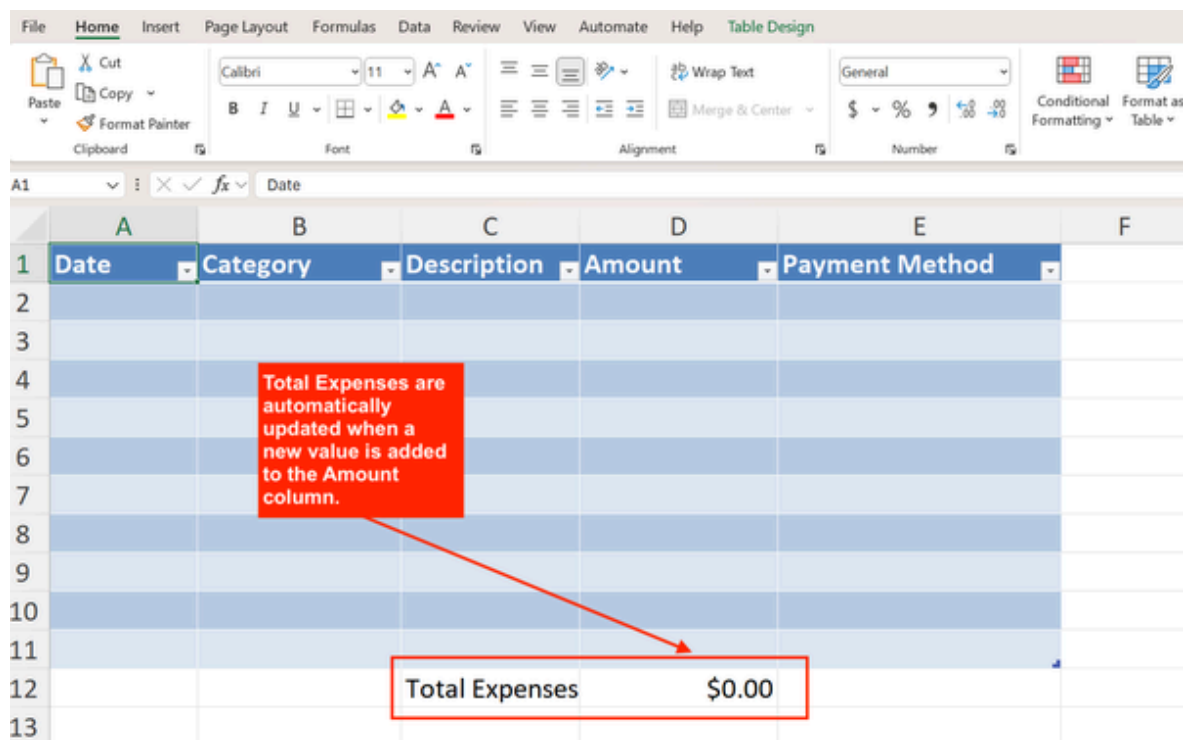 File Home Insert Page Layout Formulas Data Review View Automate Help Table Design
Cut
Copy
Format Painter
Paste
Calibri 11 A^ A˅
Wrap Text
B I U A
Merge & Center
General
$ % 9
Conditional Formatting
Format as Table
Clipboard Font Alignment Number
A1 fx Date
A B C D E F
1 Date Category Description Amount Payment Method
2
3
4
5
6
7
8
9
10
11
Total Expenses are
automatically
updated when a
new value is added
to the Amount
column.
12 Total Expenses $0.00
13